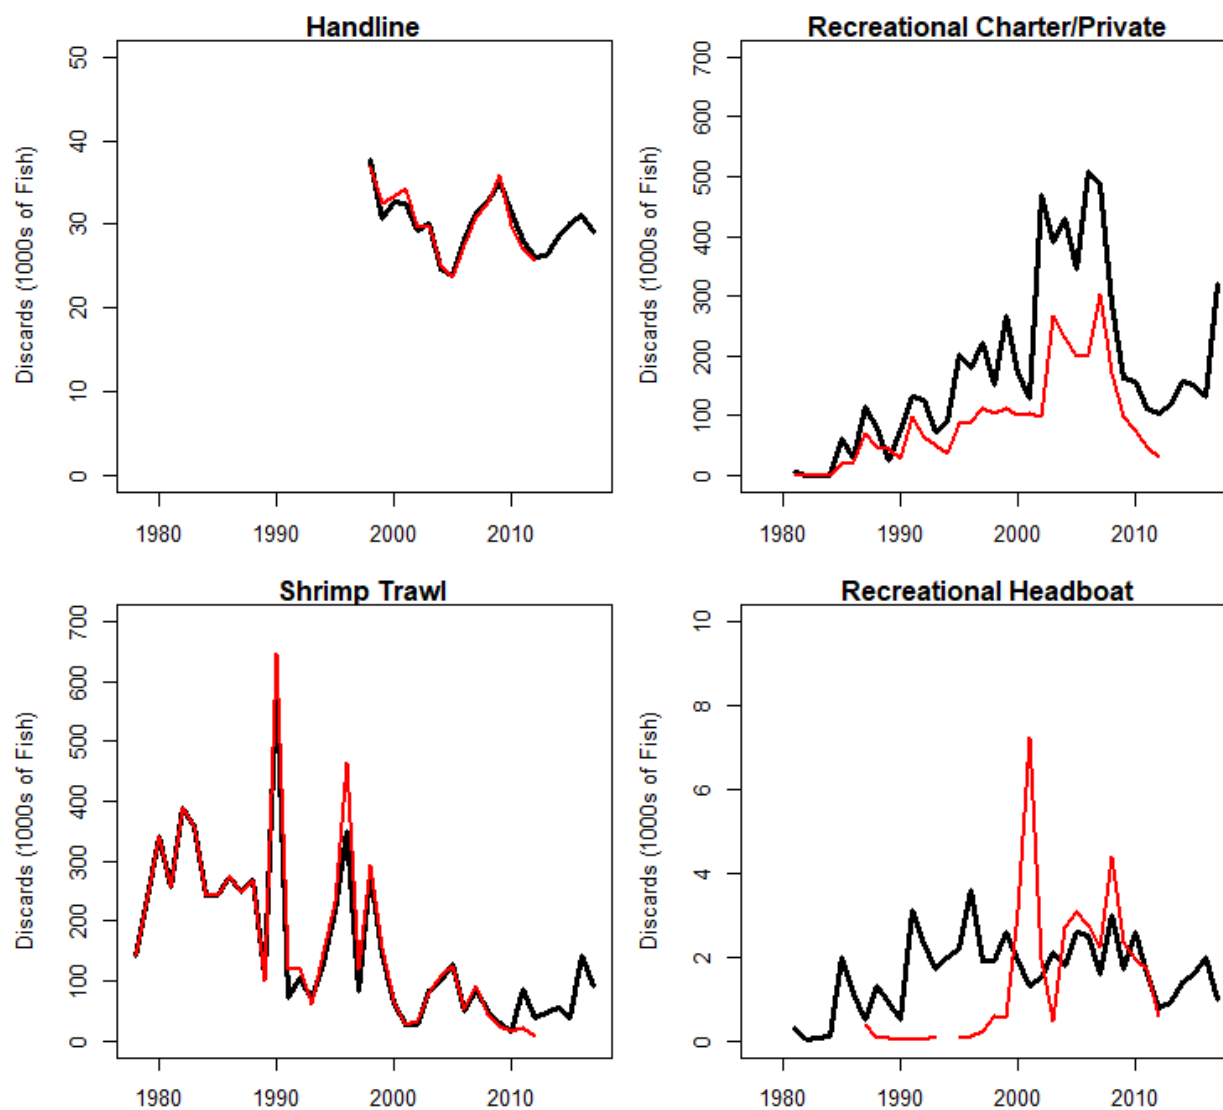 Handline
Discards (1000s of Fish)
50
40
30
20
10
0
1980 1990 2000 2010
Recreational Charter/Private
Discards (1000s of Fish)
700
600
500
400
300
200
100
0
1980 1990 2000 2010
Shrimp Trawl
Discards (1000s of Fish)
700
600
500
400
300
200
100
0
1980 1990 2000 2010
Recreational Headboat
Discards (1000s of Fish)
10
8
6
4
2
0
1980 1990 2000 2010